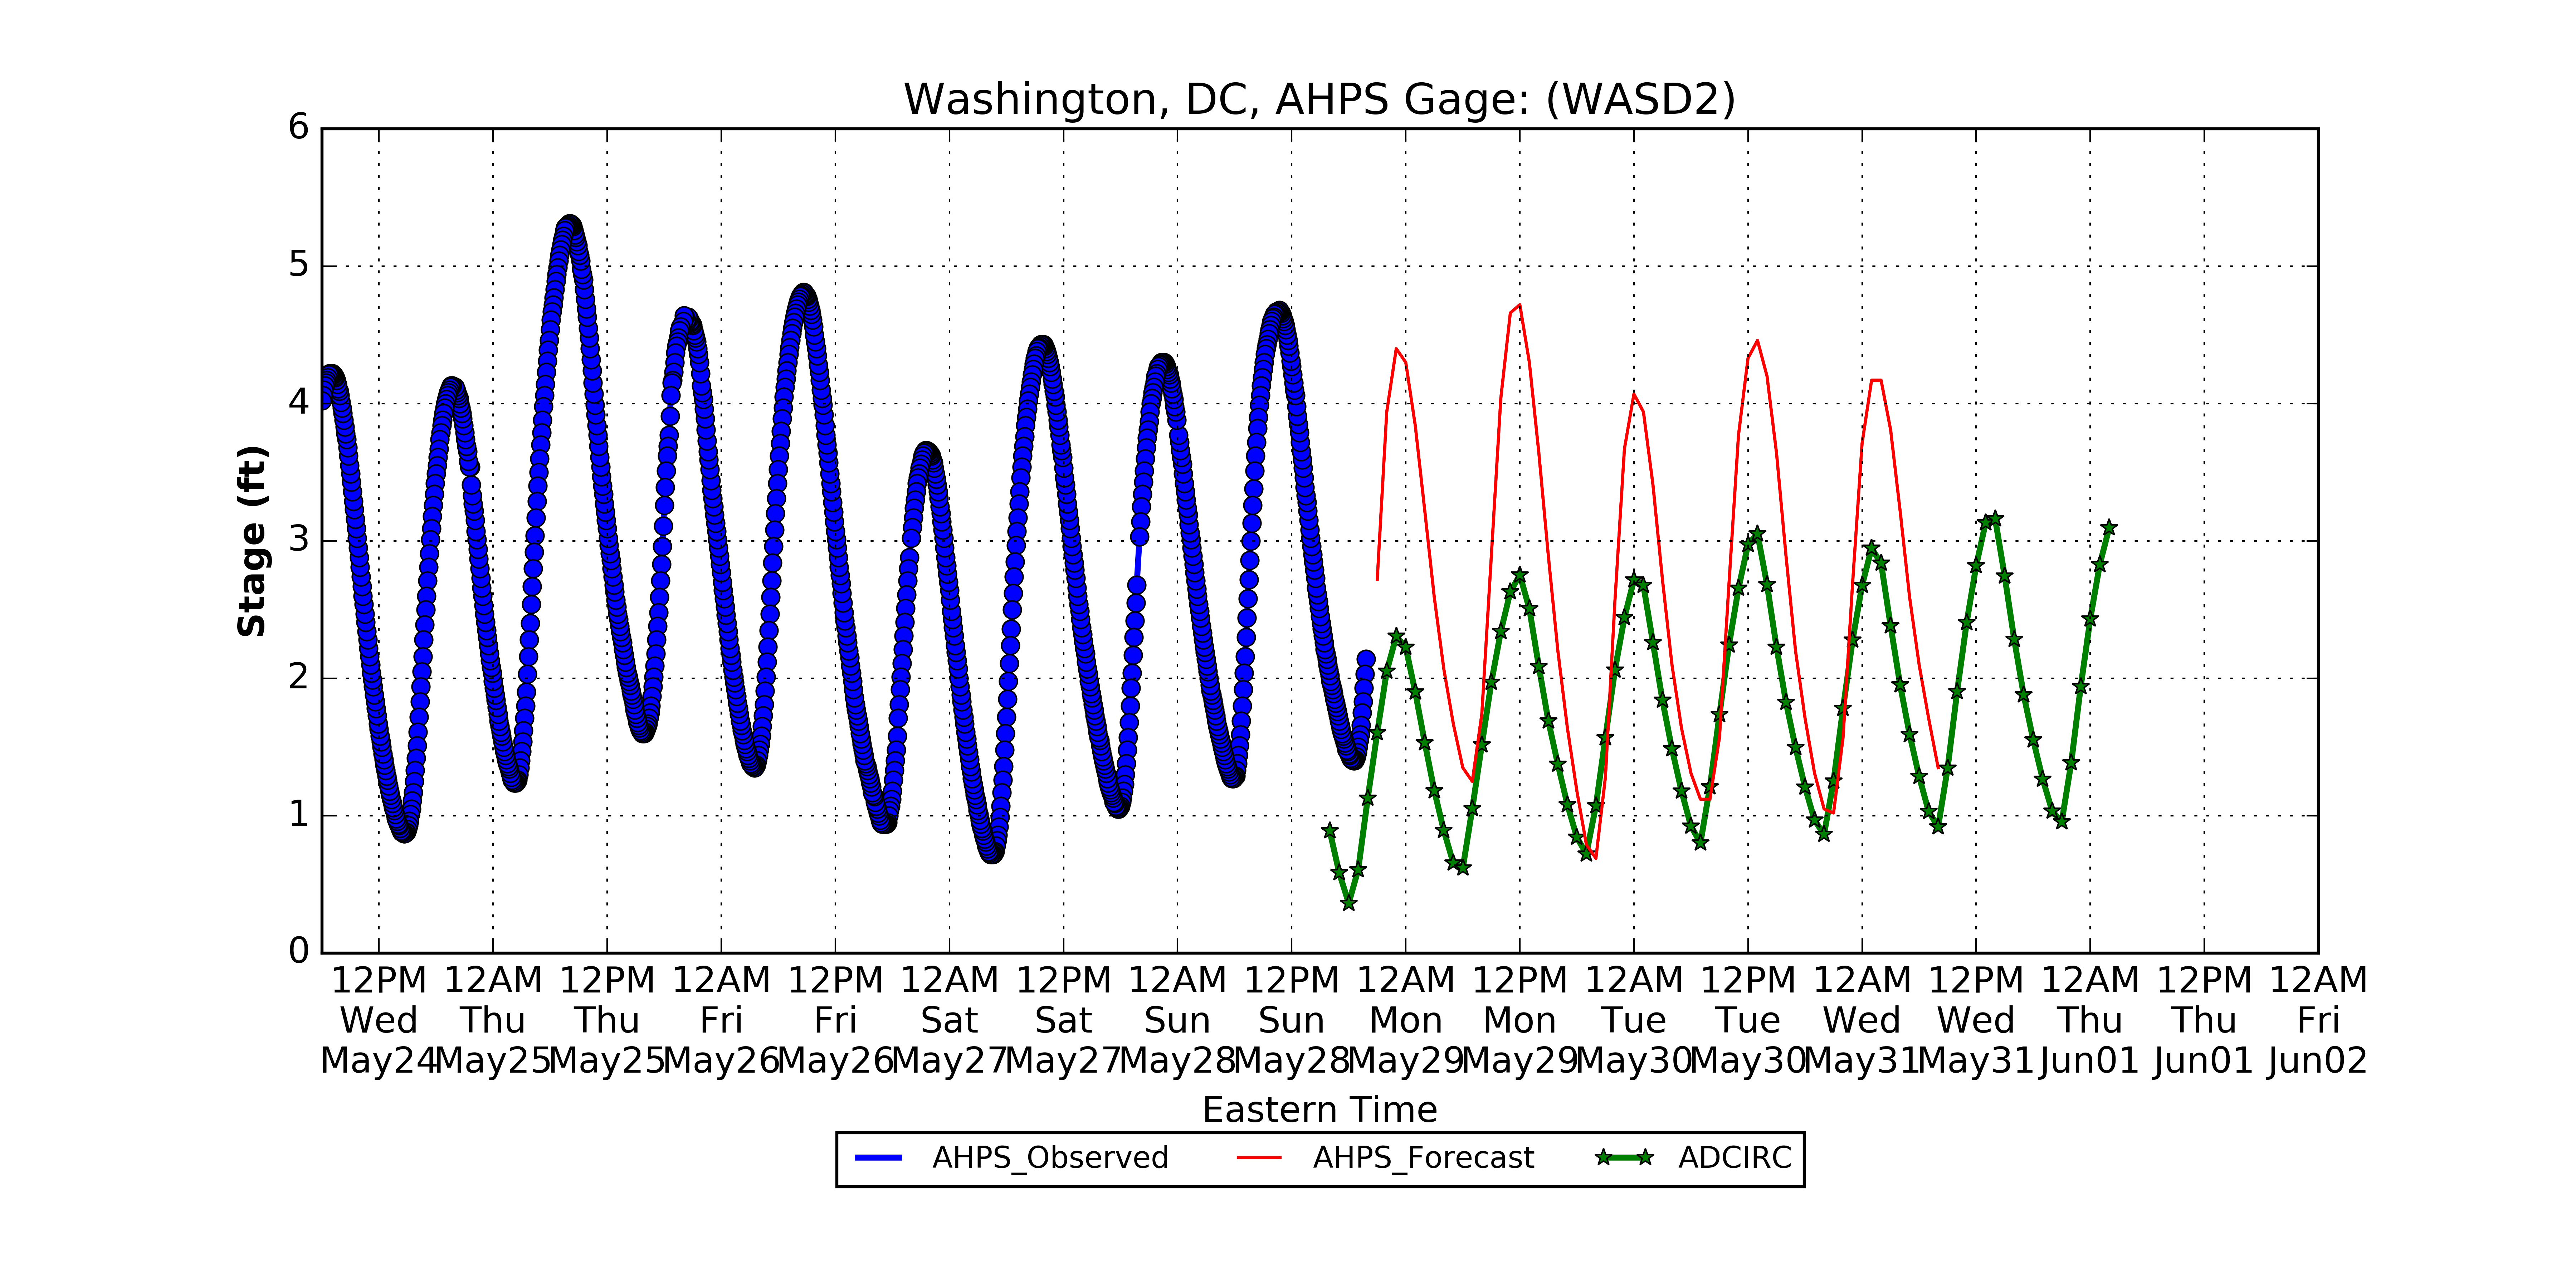 Washington, DC, AHPS Gage: (WASD2)
6
5
4
3
2
1
0
Stage (ft)
12PM 12AM 12PM 12AM 12PM 12AM 12PM 12AM 12PM 12AM 12PM 12AM 12PM 12AM 12PM 12AM 12PM 12AM
Wed Thu Thu Fri Fri Sat Sat Sun Sun Mon Mon Tue Tue Wed Wed Thu Thu Fri
May24 May25 May25 May26 May26 May27 May27 May28 May28 May29 May29 May30 May30 May31 May31 Jun01 Jun01 Jun02
Eastern Time
AHPS_Observed AHPS_Forecast ADCIRC